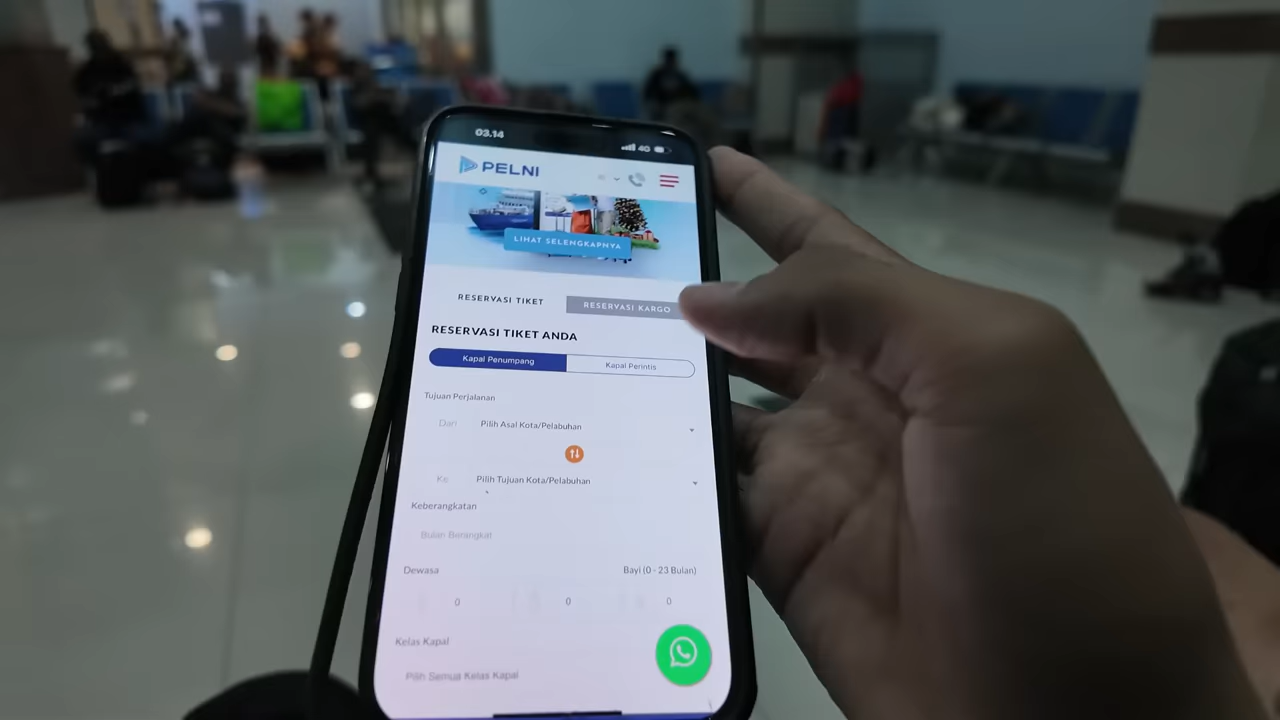 03.14
4G
PELNI
LIHAT SELENGKAPNYA
RESERVASI TIKET
RESERVASI KARGO
RESERVASI TIKET ANDA
Kapal Penumpang
Kapal Perintis
Tujuan Perjalanan
Dari
Pilih Asal Kota/Pelabuhan
Ke
Pilih Tujuan Kota/Pelabuhan
Keberangkatan
Bulan Berangkat
Dewasa
Bayi (0 - 23 Bulan)
0
0
0
Kelas Kapal
Pilih Semua Kelas Kapal